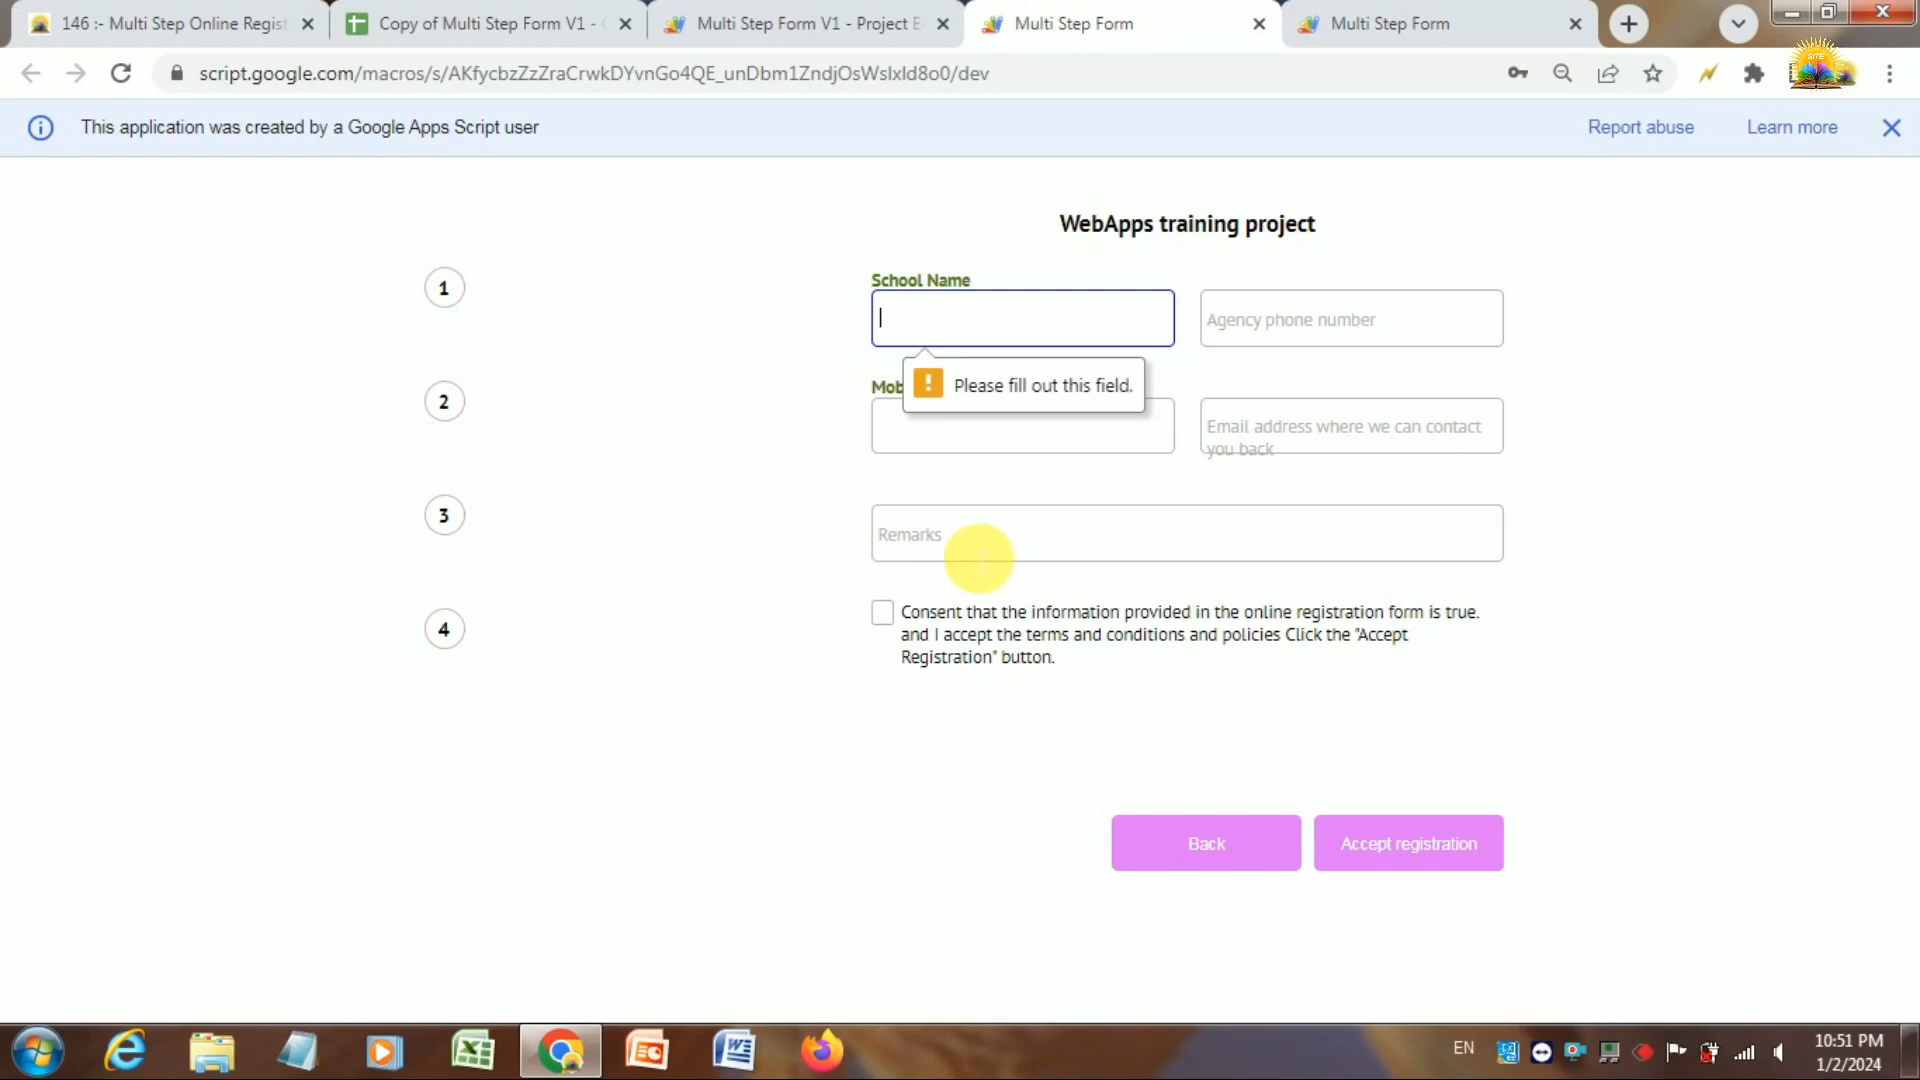 146 :- Multi Step Online Regist
Copy of Multi Step Form V1 -
Multi Step Form V1 - Project E
Multi Step Form
Multi Step Form
script.google.com/macros/s/AKfycbzZzZraCrwkDYvnGo4QE_unDbm1ZndjOsWslxld8o0/dev
SITE
This application was created by a Google Apps Script user
Report abuse
Learn more
WebApps training project
1
School Name
Agency phone number
Please fill out this field.
2
Mob
Email address where we can contact
you back
3
Remarks
4
Consent that the information provided in the online registration form is true.
and I accept the terms and conditions and policies Click the "Accept
Registration" button.
Back
Accept registration
EN
10:51 PM
1/2/2024